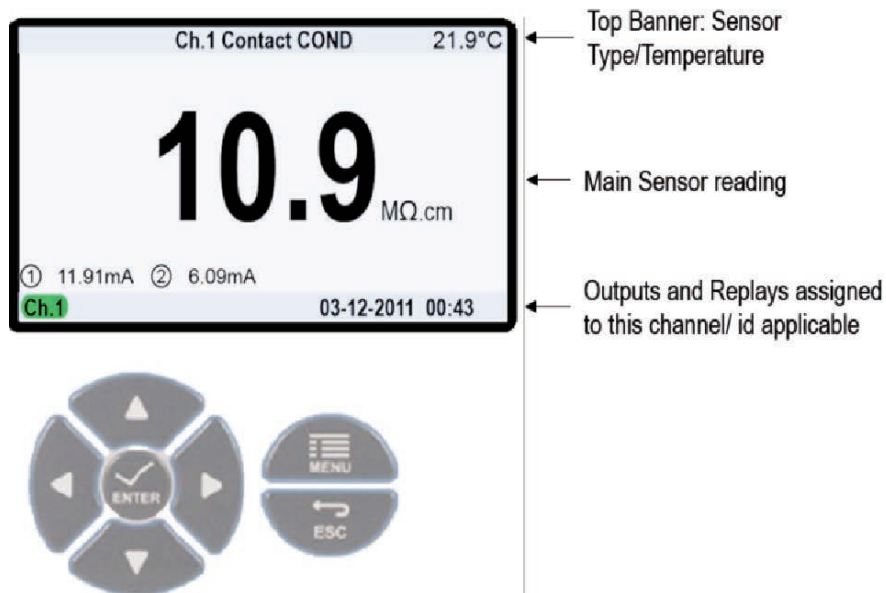 Ch.1 Contact COND 21.9°C
10.9 MΩ.cm
① 11.91mA ② 6.09mA
Ch.1 03-12-2011 00:43
Top Banner: Sensor
Type/Temperature
Main Sensor reading
Outputs and Replays assigned
to this channel/ id applicable
MENU
ENTER
ESC